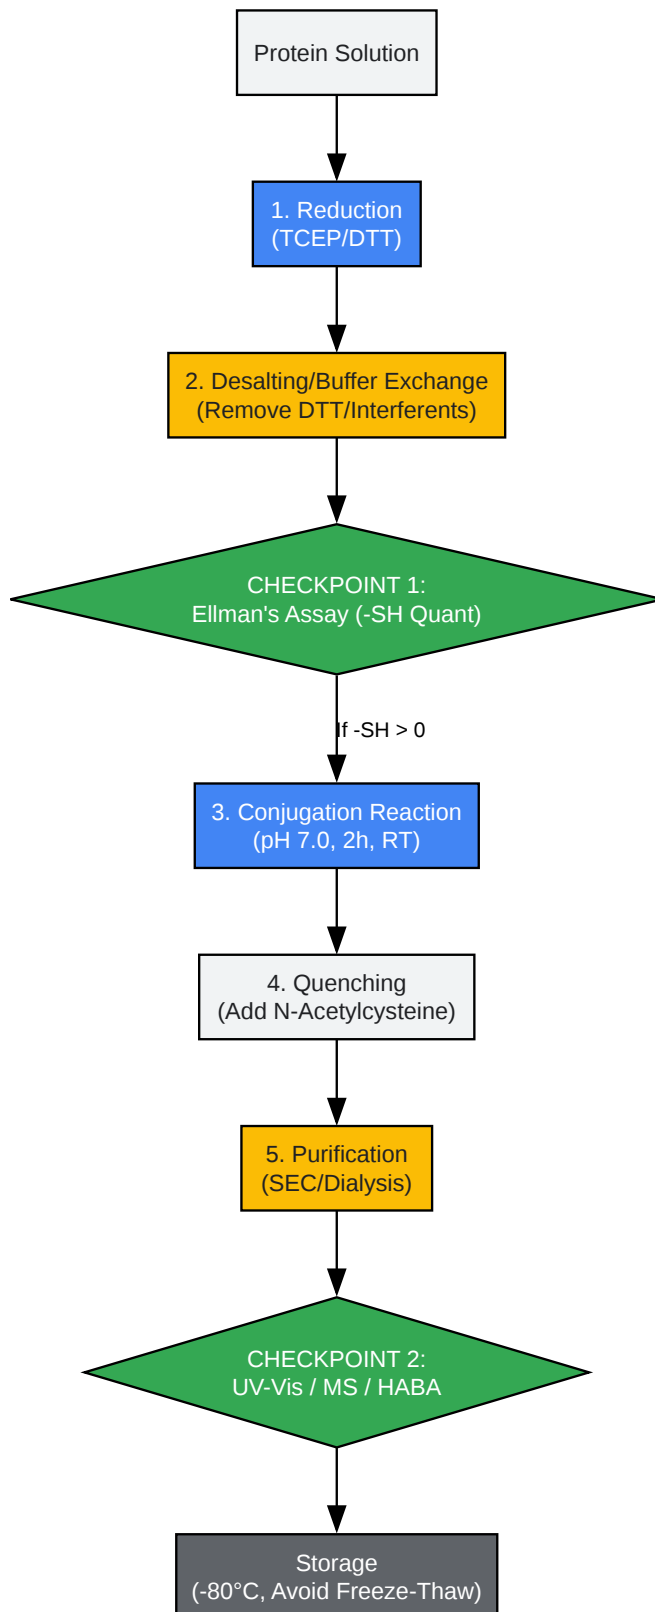 Protein Solution
1. Reduction
(TCEP/DTT)
2. Desalting/Buffer Exchange
(Remove DTT/Interferents)
CHECKPOINT 1:
Ellman's Assay (-SH Quant)
If -SH > 0
3. Conjugation Reaction
(pH 7.0, 2h, RT)
4. Quenching
(Add N-Acetylcysteine)
5. Purification
(SEC/Dialysis)
CHECKPOINT 2:
UV-Vis / MS / HABA
Storage
(-80°C, Avoid Freeze-Thaw)